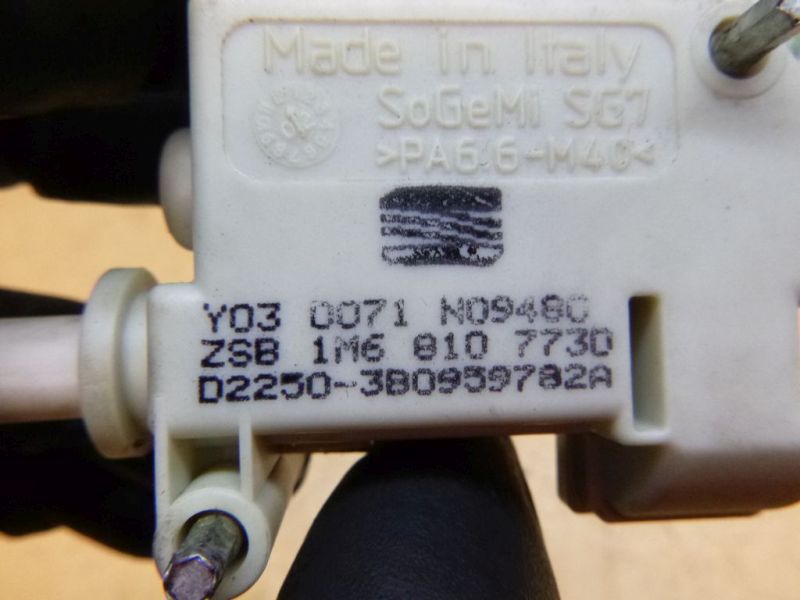 Made in Italy
SoGeMi SG7
>PA6.6-M40<
Y03 0071 N09480
ZSB 1M6 810 773D
D2250-3B0959782A